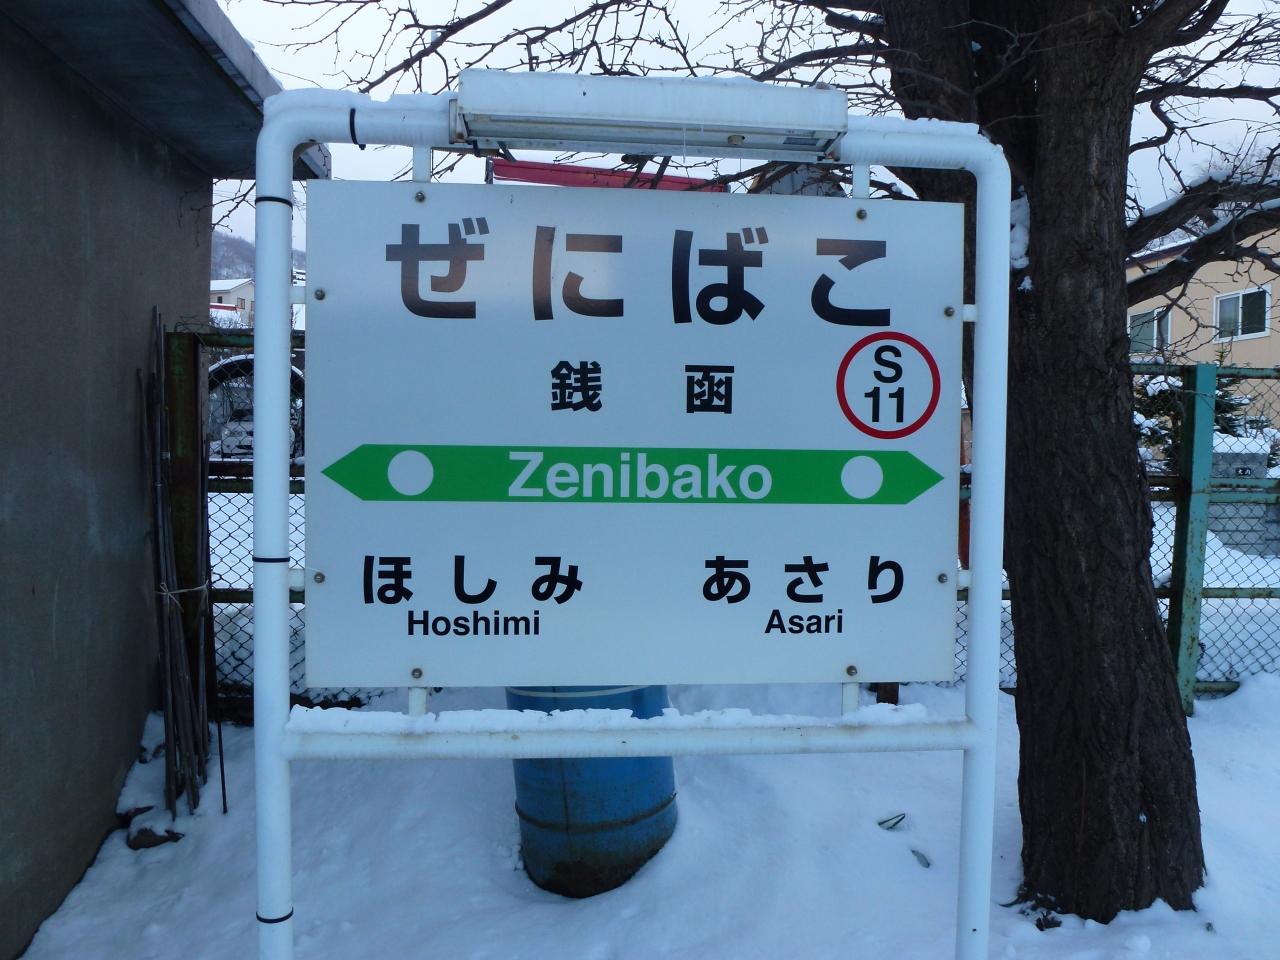 ぜにばこ
銭函
S
11
Zenibako
ほしみ あさり
Hoshimi Asari